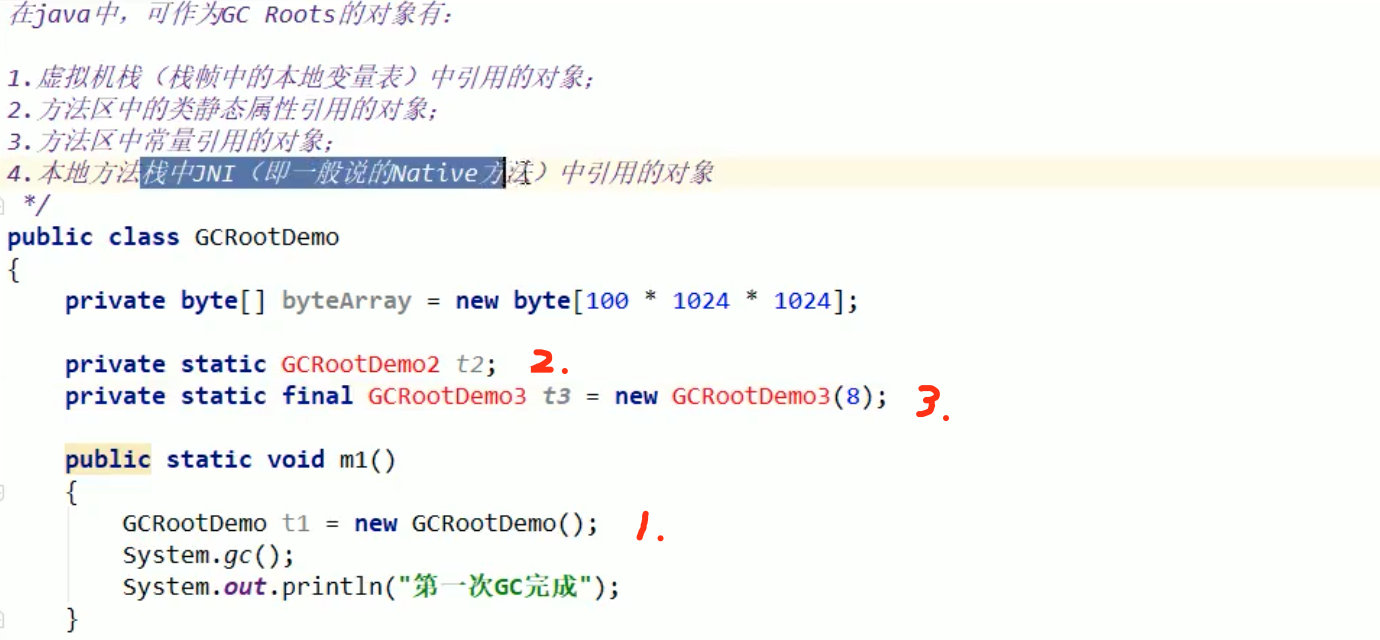 在java中，可作为GC Roots的对象有：
1.虚拟机栈（栈帧中的本地变量表）中引用的对象；
2.方法区中的类静态属性引用的对象；
3.方法区中常量引用的对象；
4.本地方法栈中JNI（即一般说的Native方法）中引用的对象
*/
public class GCRootDemo
{
private byte[] byteArray = new byte[100 * 1024 * 1024];
private static GCRootDemo2 t2; 2.
private static final GCRootDemo3 t3 = new GCRootDemo3(8); 3.
public static void m1()
{
GCRootDemo t1 = new GCRootDemo(); 1.
System.gc();
System.out.println("第一次GC完成");
}